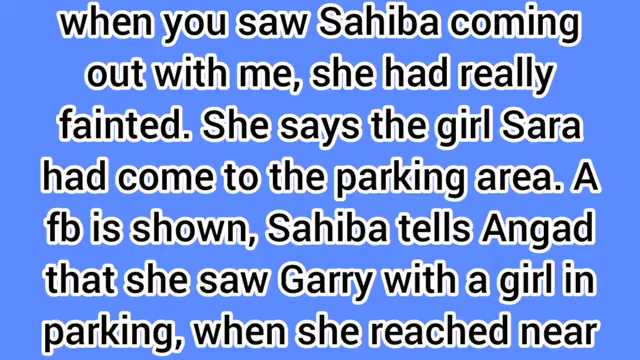 when you saw Sahiba coming
out with me, she had really
fainted. She says the girl Sara
had come to the parking area. A
fb is shown, Sahiba tells Angad
that she saw Garry with a girl in
parking, when she reached near